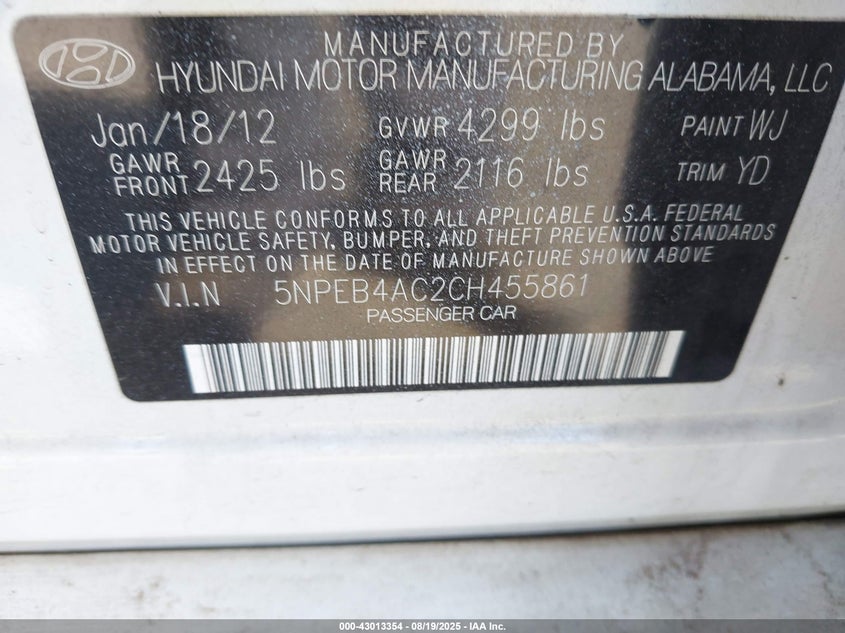 MANUFACTURED BY
HYUNDAI MOTOR MANUFACTURING ALABAMA, LLC
Jan/18/12 GVWR 4299 lbs PAINT WJ
GAWR FRONT 2425 lbs GAWR REAR 2116 lbs TRIM YD
THIS VEHICLE CONFORMS TO ALL APPLICABLE U.S.A. FEDERAL
MOTOR VEHICLE SAFETY, BUMPER, AND THEFT PREVENTION STANDARDS
IN EFFECT ON THE DATE OF MANUFACTURE SHOWN ABOVE
V.I.N 5NPEB4AC2CH455861
PASSENGER CAR
000-43013354 | 08/19/2025 - IAA Inc.